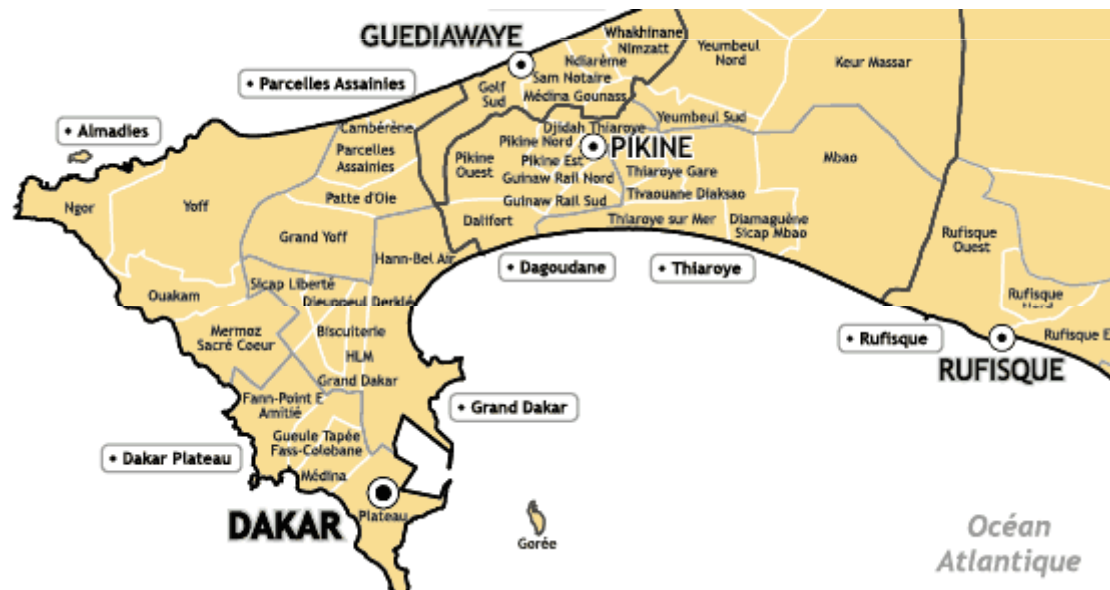 GUEDIAWAYE
Whakhinane
Nimzatt
Yeumbeul
Nord
Keur Massar
Ndiarème
Sam Notaire
Golf
Sud
Médina Gounass
• Parcelles Assainies
• Almadies
Cambérène
Parcelles
Assainies
Patte d'Oie
Djidah Thiaroye
Pikine Nord
PIKINE
Pikine
Ouest
Pikine Est
Guinaw Rail Nord
Guinaw Rail Sud
Yeumbeul Sud
Mbao
Thiaroye Gare
Tivaouane Diaksao
Thiaroye sur Mer
Diamaguène
Sicap Mbao
Dalifort
Ngor
Yoff
Grand Yoff
Hann-Bel Air
• Dagoudane
• Thiaroye
Rufisque
Ouest
Ouakam
Sicap Liberté
Dieuppeul Derklé
Rufisque
Nord
Mermoz
Sacré Coeur
Biscuiterie
HLM
Grand Dakar
• Rufisque
Rufisque E
RUFISQUE
Fann-Point E
Amitié
• Grand Dakar
Gueule Tapée
Fass-Colobane
• Dakar Plateau
Médina
DAKAR
Plateau
Gorée
Océan
Atlantique